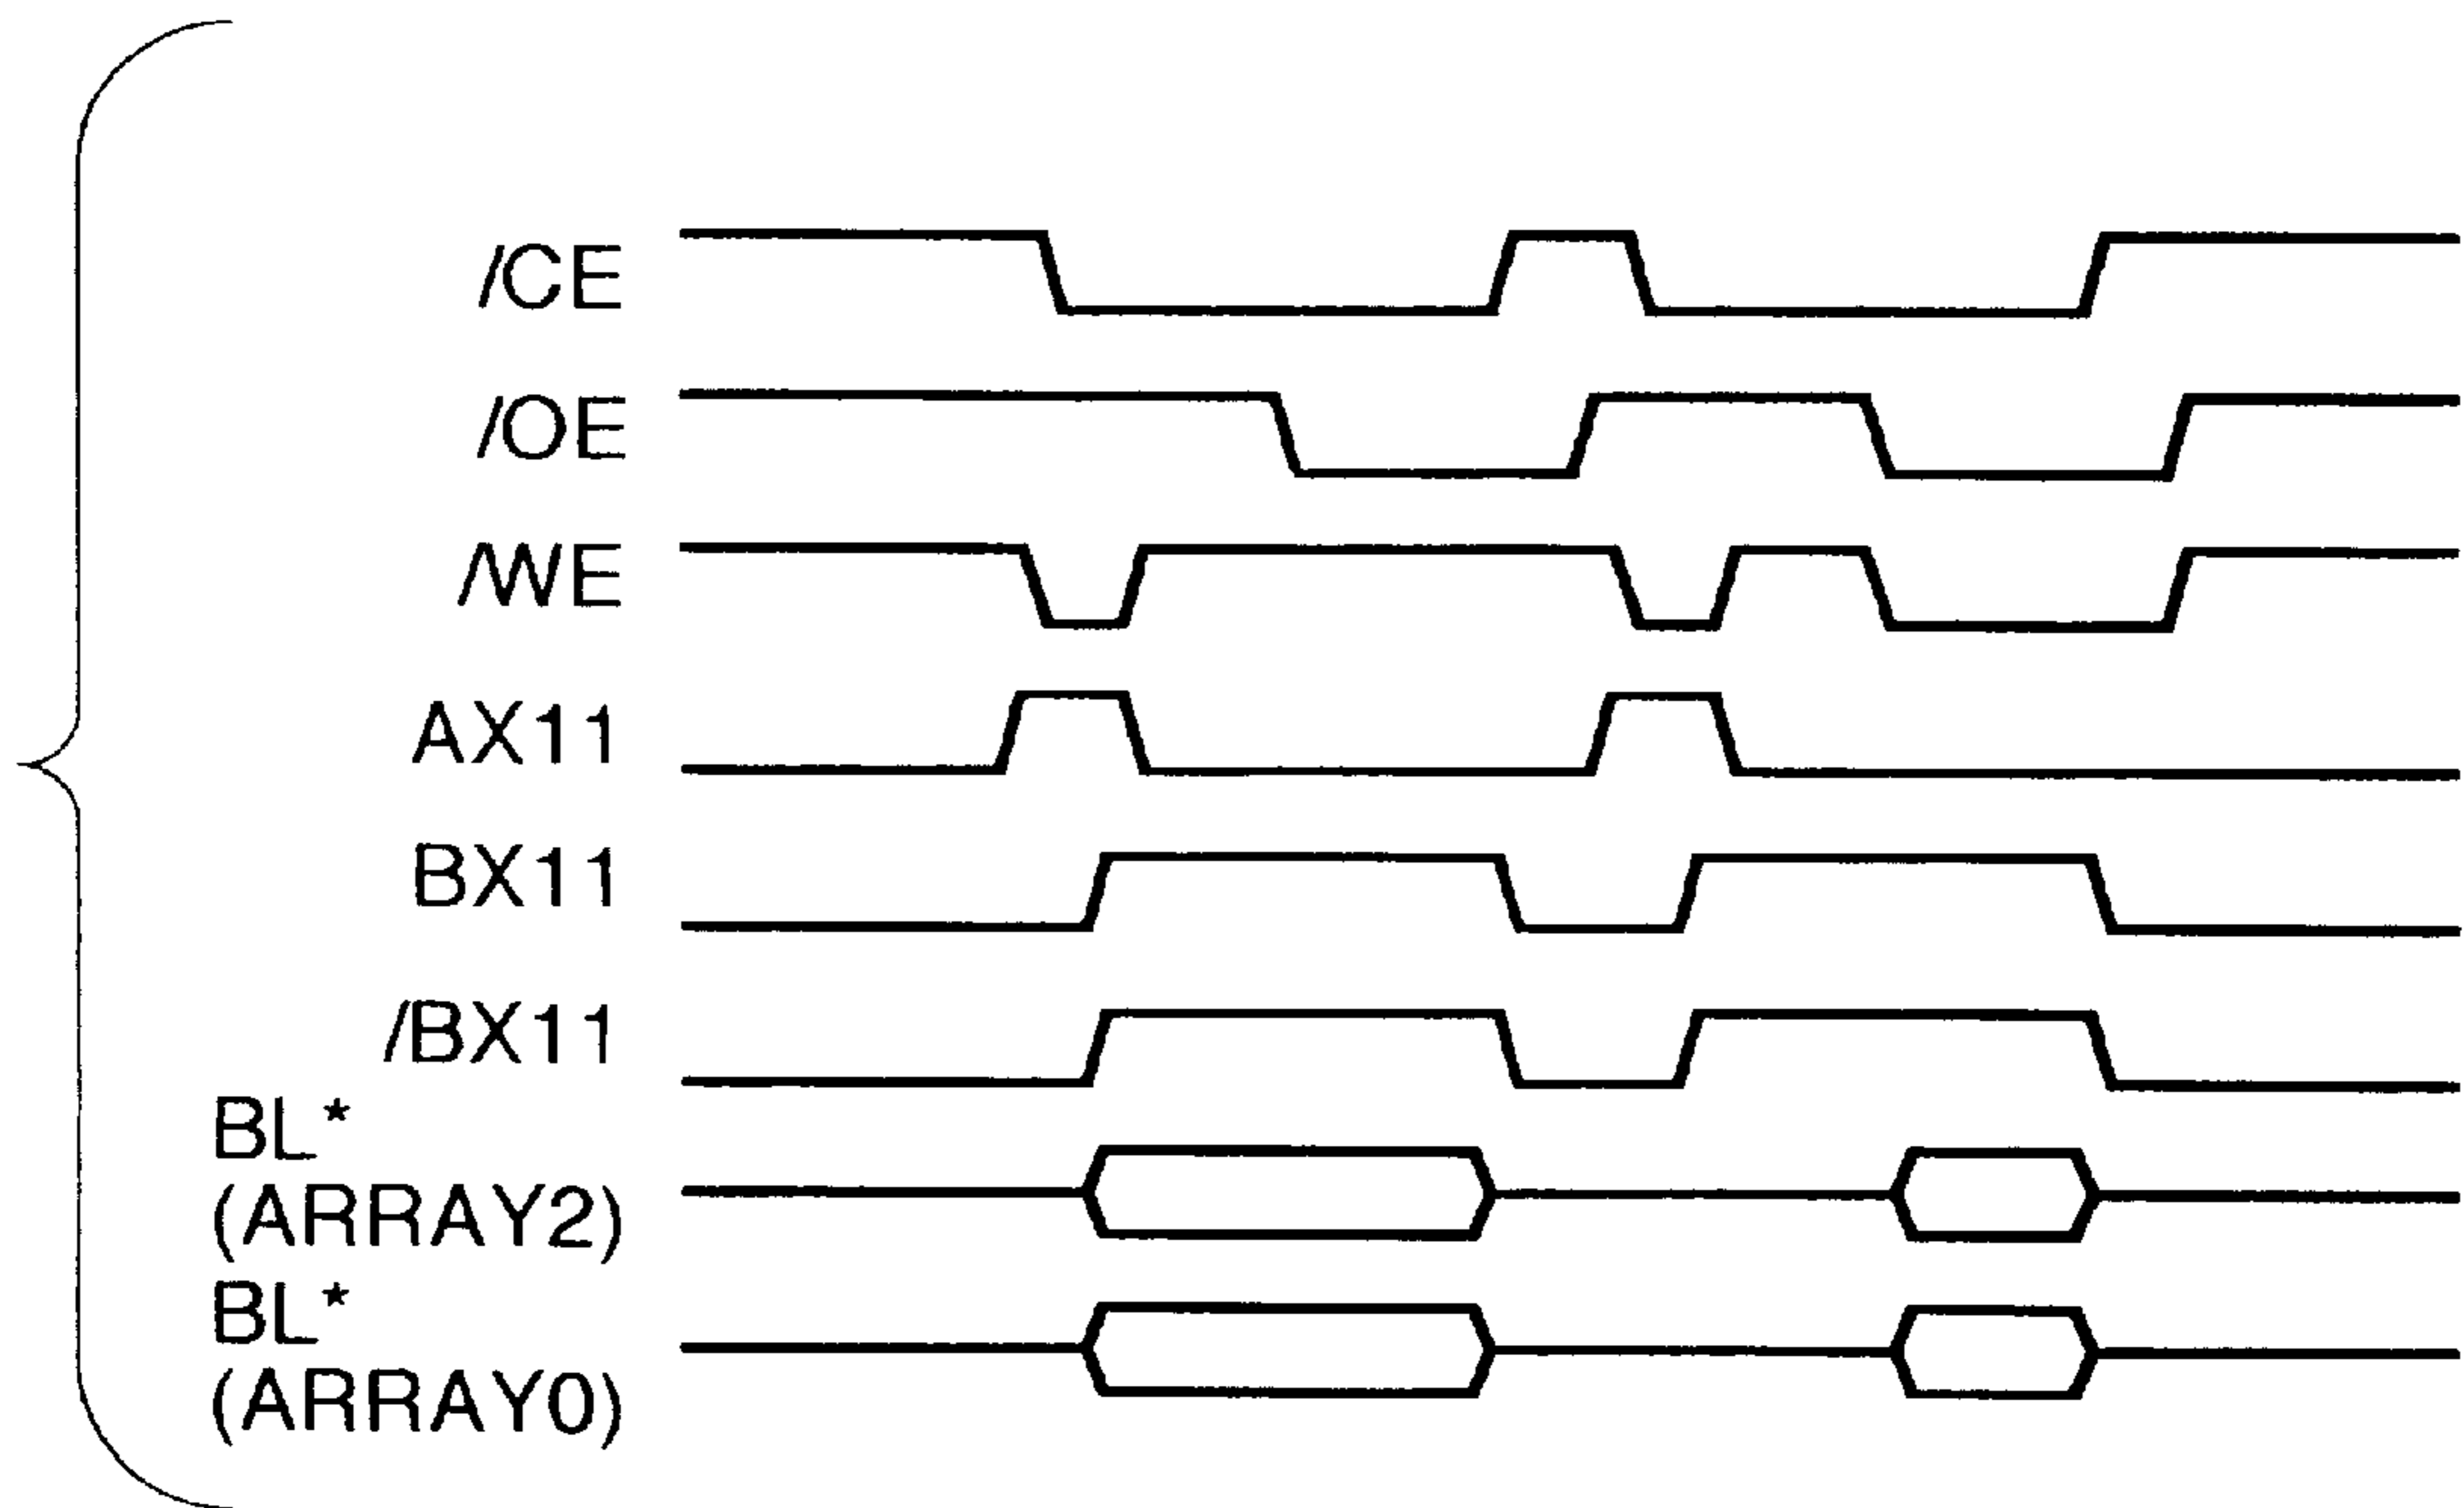 /CE
/OE
/WE
AX11
BX11
/BX11
BL*
(ARRAY2)
BL*
(ARRAY0)